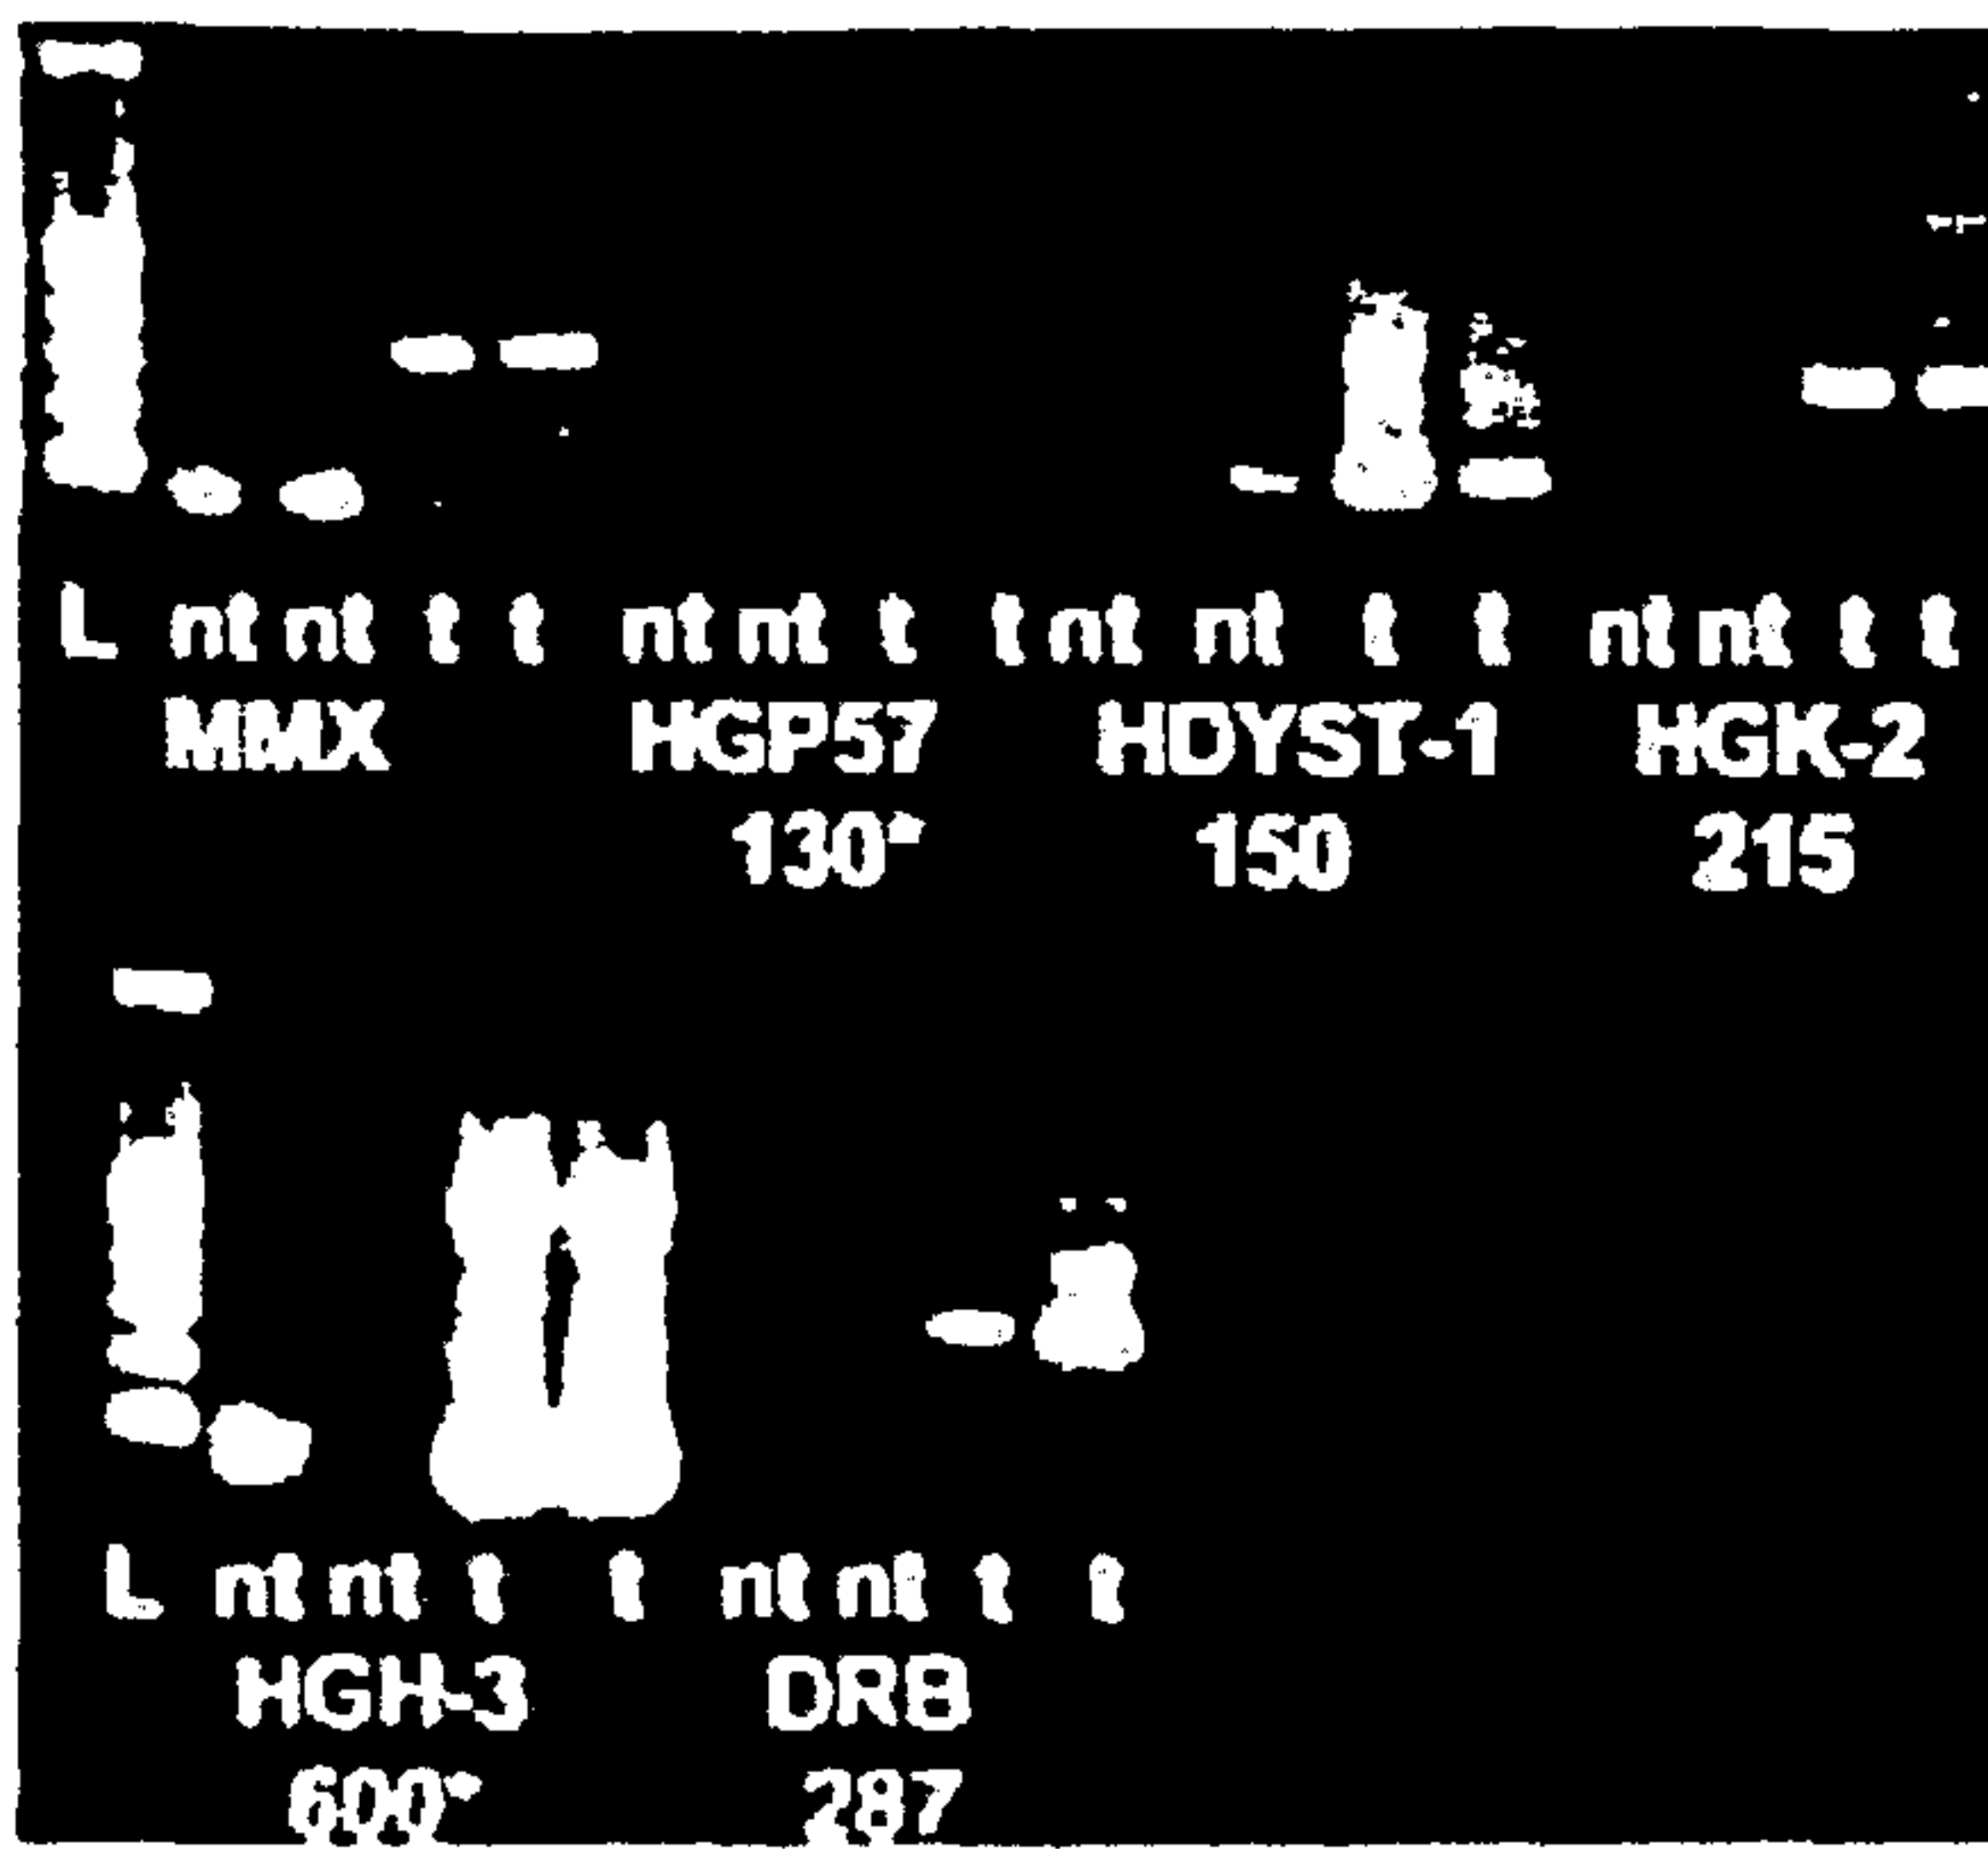 L nt nt t t nt nt t t nt nt t t nt nt t t
MMX HGP57 HDYST-1 HGK-2
130* 150 215
L nt nt t t nt nt t t
HGH-3 DRB
600* 287